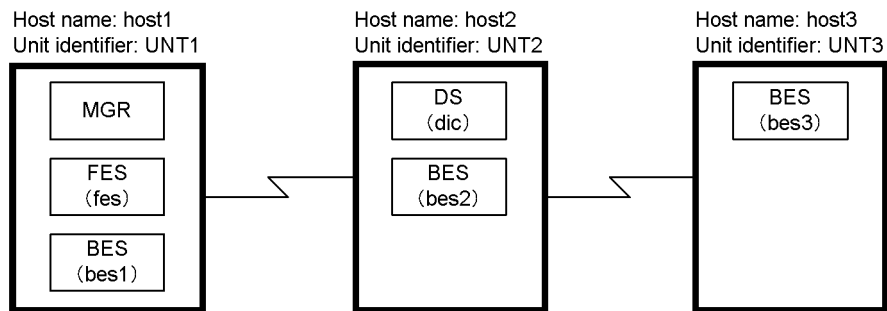 Host name: host1
Unit identifier: UNT1
MGR
FES
(fes)
BES
(bes1)
Host name: host2
Unit identifier: UNT2
DS
(dic)
BES
(bes2)
Host name: host3
Unit identifier: UNT3
BES
(bes3)